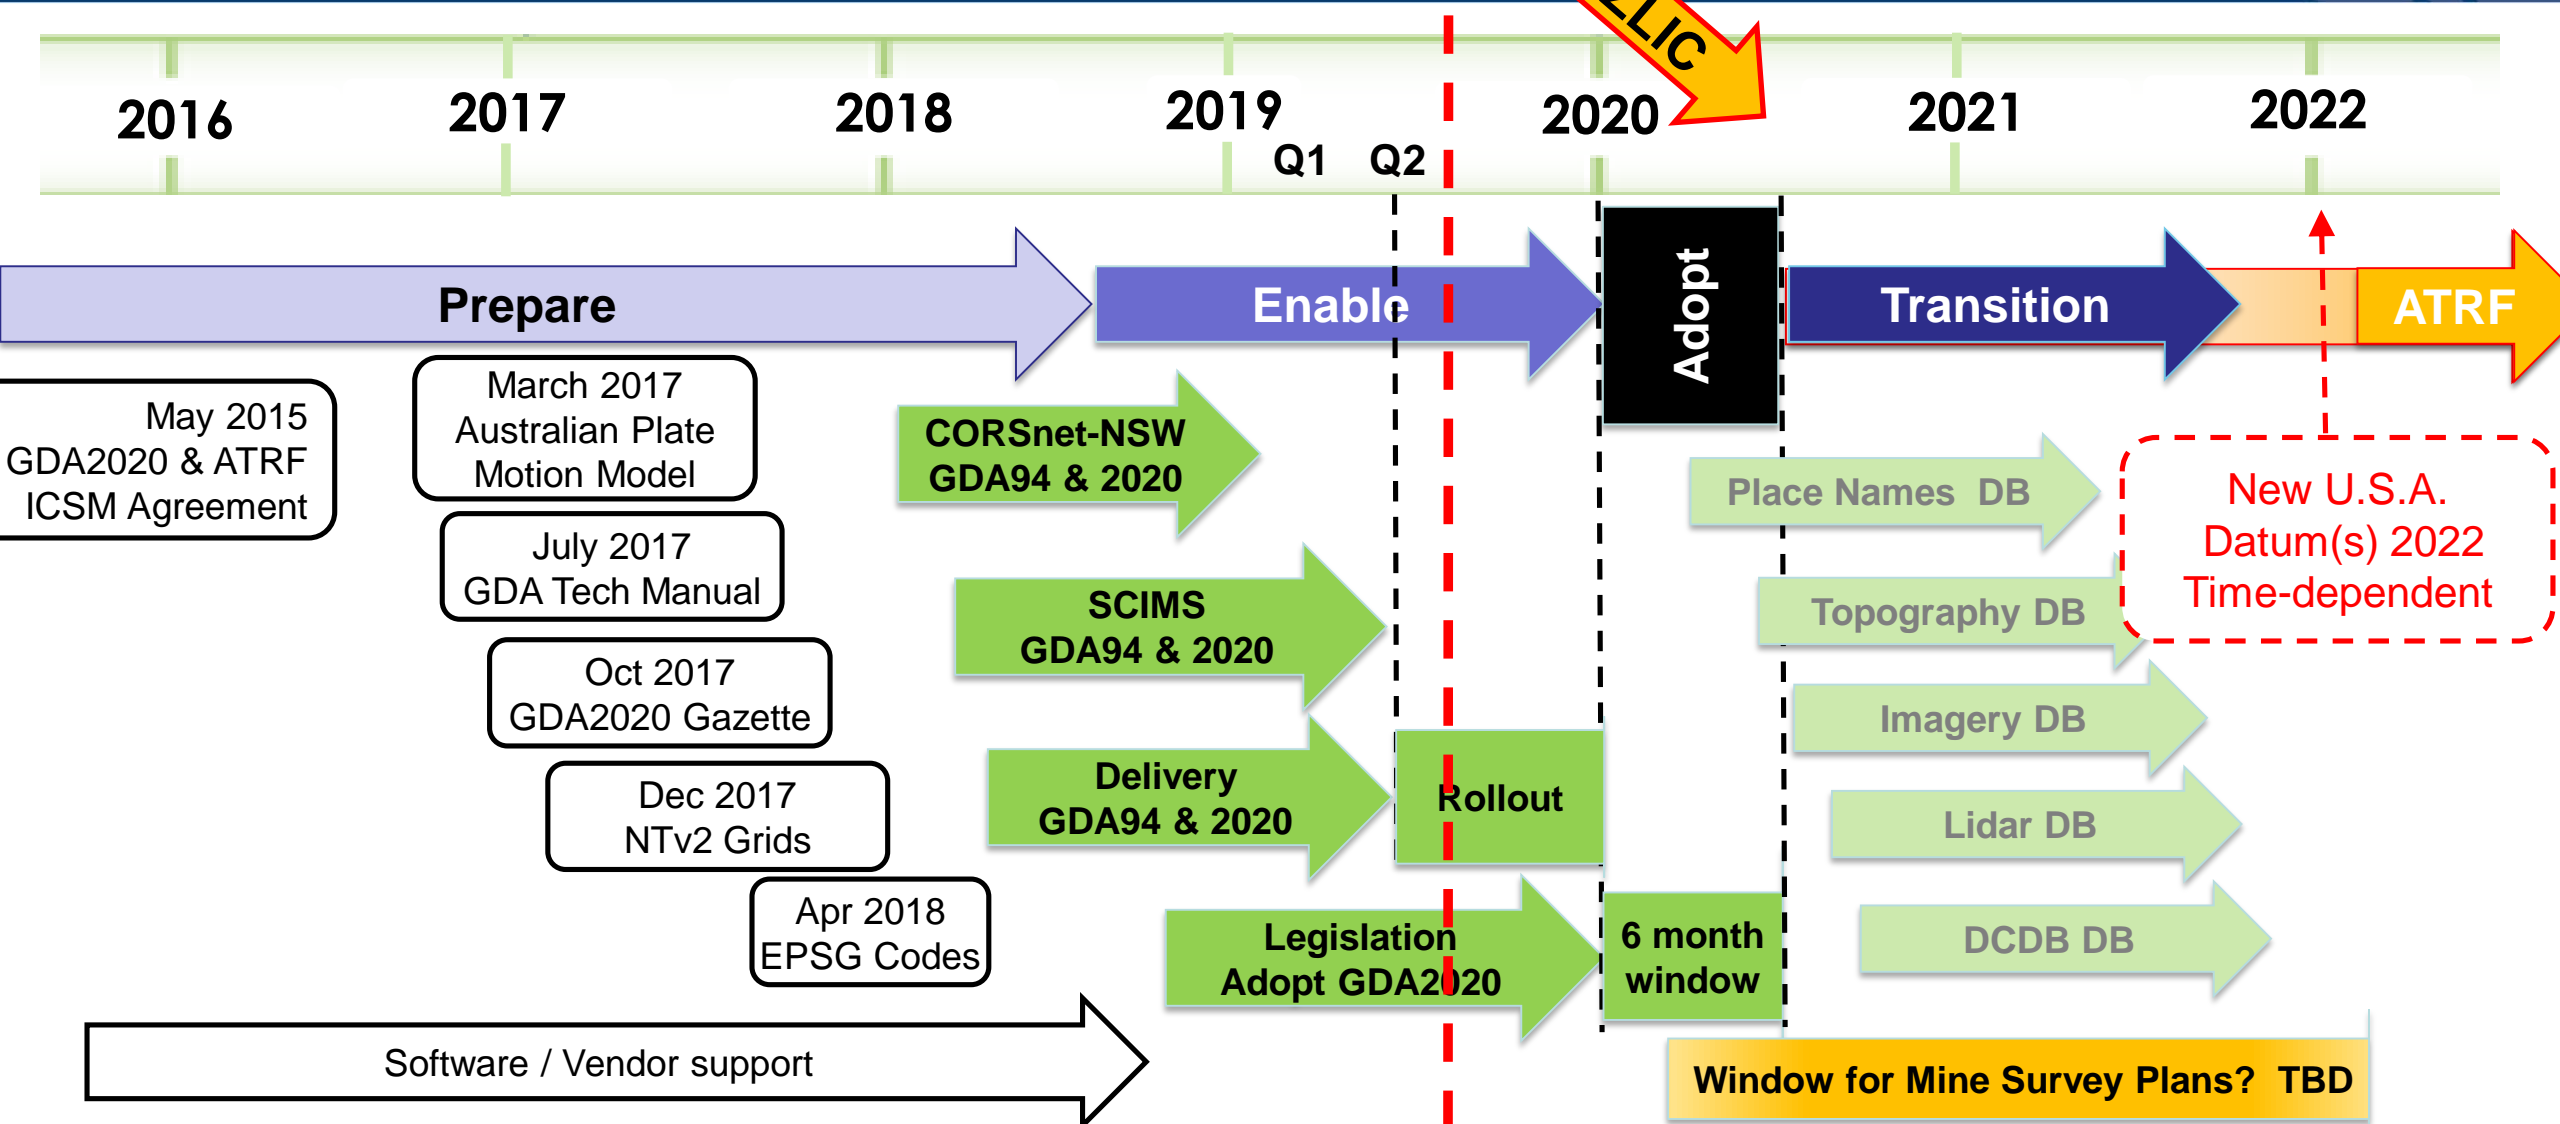 ZLIC
2016
2017
2018
2019
2020
2021
2022
Q1
Q2
Prepare
Enable
Adopt
Transition
ATRF
May 2015
GDA2020 & ATRF
ICSM Agreement
March 2017
Australian Plate
Motion Model
July 2017
GDA Tech Manual
Oct 2017
GDA2020 Gazette
Dec 2017
NTv2 Grids
Apr 2018
EPSG Codes
Software / Vendor support
CORSnet-NSW
GDA94 & 2020
SCIMS
GDA94 & 2020
Delivery
GDA94 & 2020
Rollout
Legislation
Adopt GDA2020
6 month
window
Place Names DB
Topography DB
Imagery DB
Lidar DB
DCDB DB
New U.S.A.
Datum(s) 2022
Time-dependent
Window for Mine Survey Plans? TBD